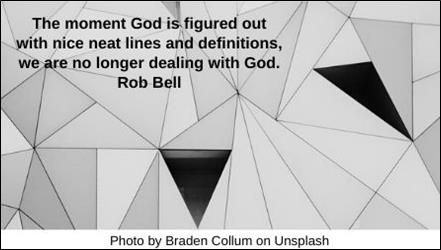 The moment God is figured out
with nice neat lines and definitions,
we are no longer dealing with God.
Rob Bell
Photo by Braden Collum on Unsplash